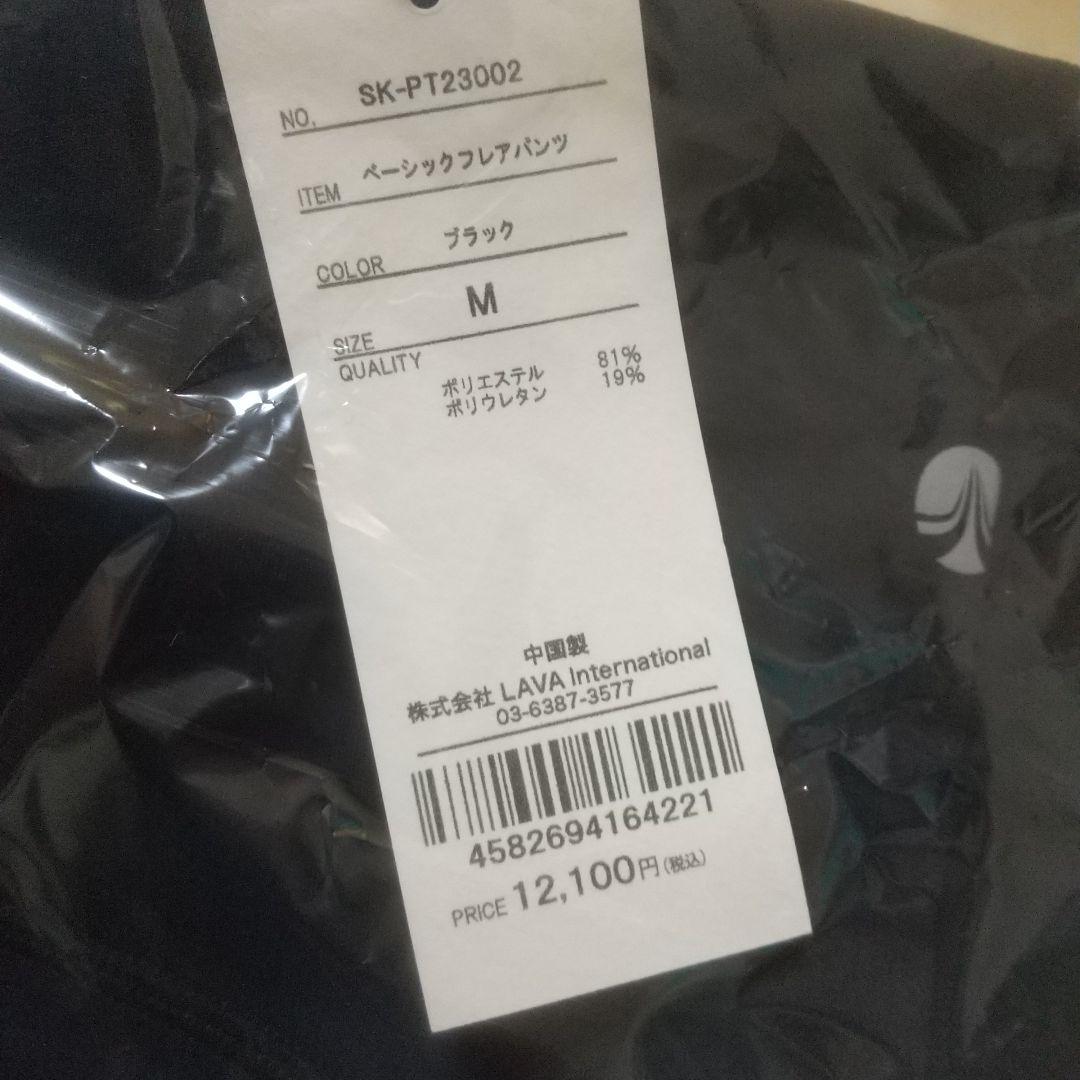 NO. SK-PT23002
ITEM ベーシックフレアパンツ
COLOR ブラック
SIZE M
QUALITY
ポリエステル 81%
ポリウレタン 19%
中国製
株式会社 LAVA International
03-6387-3577
4582694164221
PRICE 12,100円(税込)